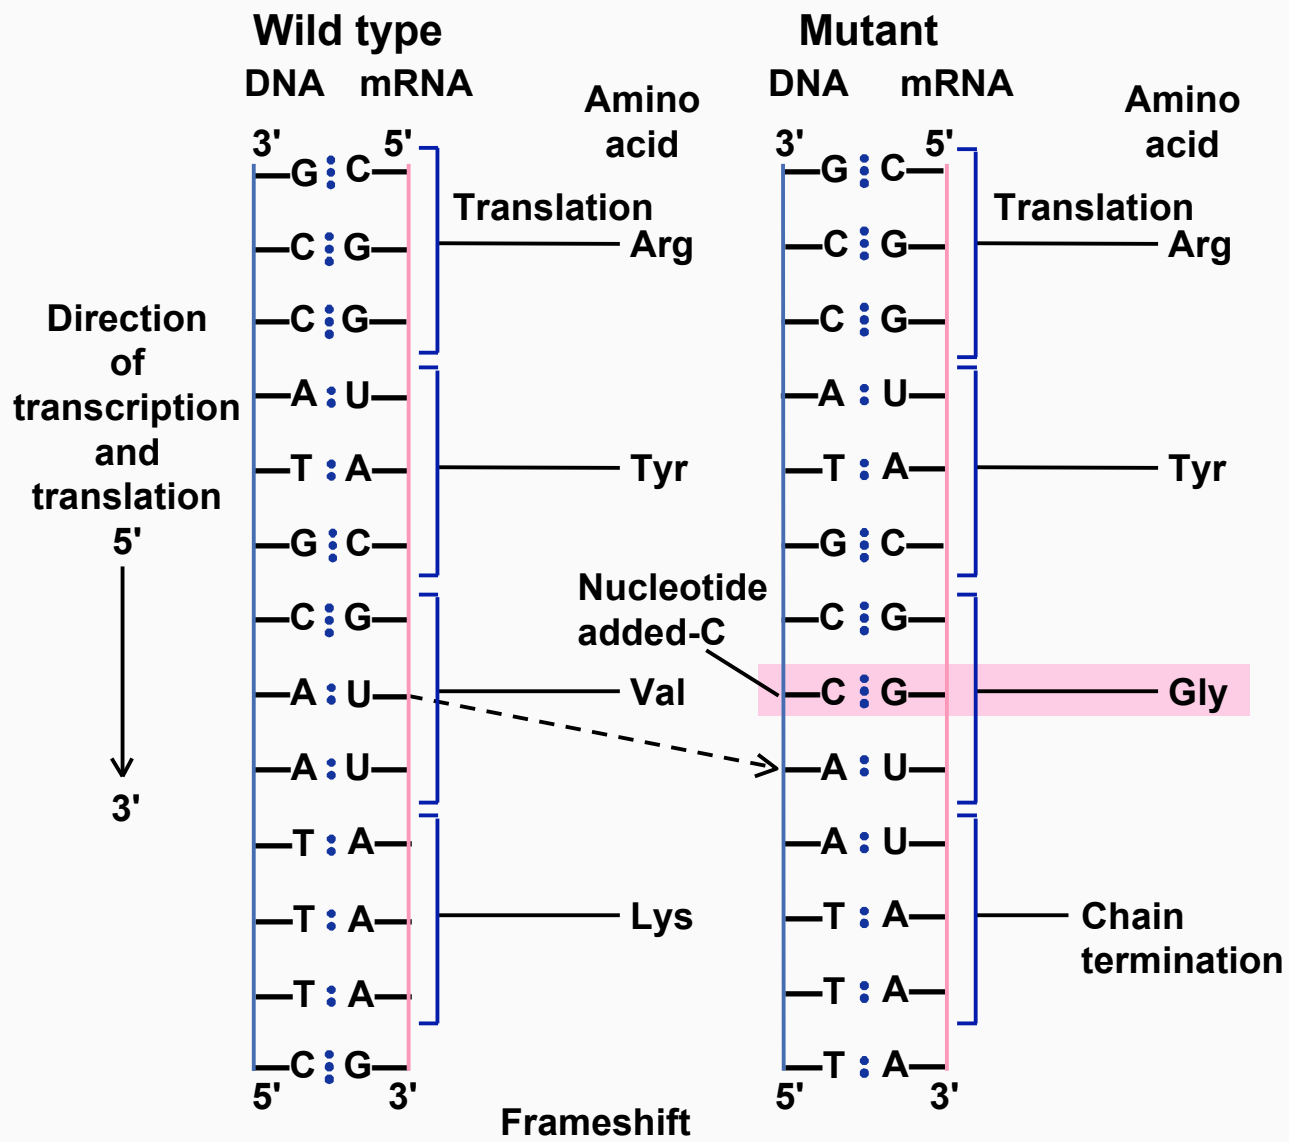 Wild type
Mutant
DNA mRNA
Amino
acid
DNA mRNA
Amino
acid
3' 5'
3' 5'
G C
G C
Translation
Translation
C G
Arg
C G
Arg
C G
C G
Direction
of
transcription
and
translation
5'
3'
A U
A U
T A
Tyr
T A
Tyr
G C
G C
Nucleotide
added-C
C G
C G
A U
Val
C G
Gly
A U
A U
T A
A U
T A
Lys
T A
Chain
termination
T A
T A
C G
T A
5' 3'
5' 3'
Frameshift